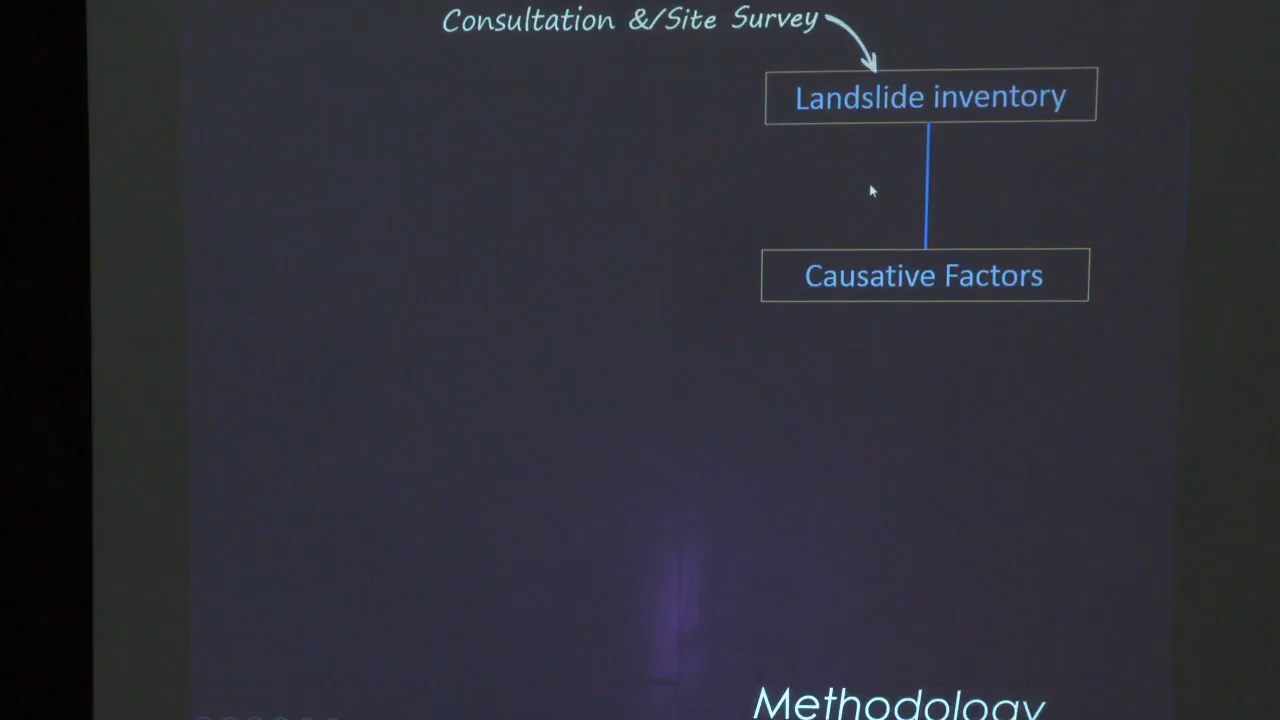 Consultation &/Site Survey
Landslide inventory
Causative Factors
Methodology